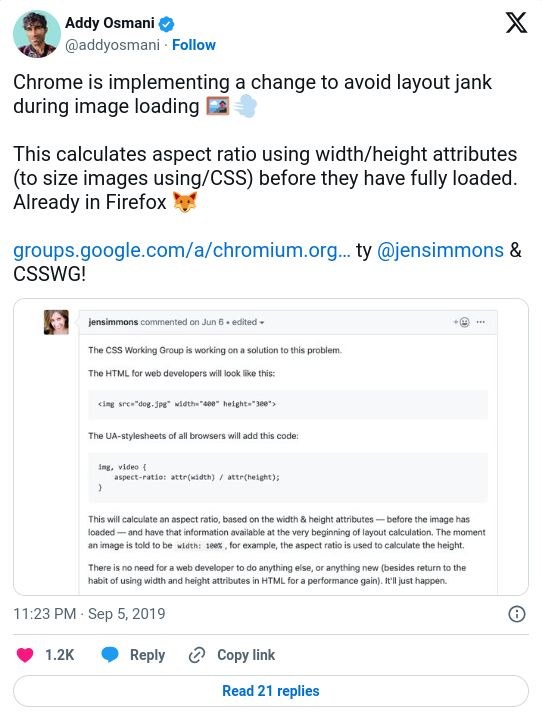 Addy Osmani
@addyosmani · Follow
Chrome is implementing a change to avoid layout jank
during image loading 🖼️💨
This calculates aspect ratio using width/height attributes
(to size images using/CSS) before they have fully loaded.
Already in Firefox 🦊
groups.google.com/a/chromium.org… ty @jensimmons &
CSSWG!
jensimmons commented on Jun 6 • edited
The CSS Working Group is working on a solution to this problem.
The HTML for web developers will look like this:
<img src="dog.jpg" width="400" height="300">
The UA-stylesheets of all browsers will add this code:
img, video {
aspect-ratio: attr(width) / attr(height);
}
This will calculate an aspect ratio, based on the width & height attributes — before the image has
loaded — and have that information available at the very beginning of layout calculation. The moment
an image is told to be width: 100%, for example, the aspect ratio is used to calculate the height.
There is no need for a web developer to do anything else, or anything new (besides return to the
habit of using width and height attributes in HTML for a performance gain). It'll just happen.
11:23 PM · Sep 5, 2019
1.2K Reply Copy link
Read 21 replies